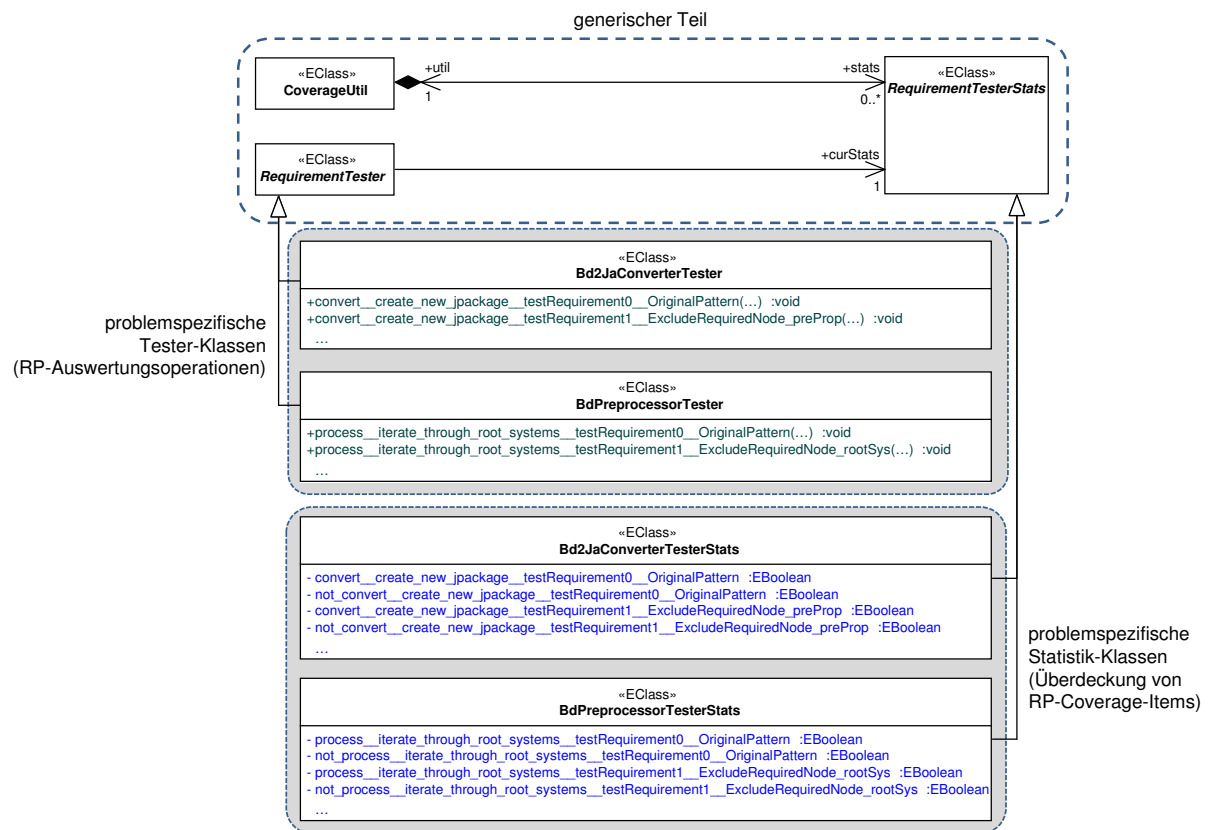 generischer Teil
«EClass»
CoverageUtil
+util
1
+stats
0..*
«EClass»
RequirementTesterStats
«EClass»
RequirementTester
+curStats
1
problemspezifische
Tester-Klassen
(RP-Auswertungsoperationen)
«EClass»
Bd2JaConverterTester
+convert__create_new_jpackage__testRequirement0__OriginalPattern(…) :void
+convert__create_new_jpackage__testRequirement1__ExcludeRequiredNode_preProp(…) :void
…
«EClass»
BdPreprocessorTester
+process__iterate_through_root_systems__testRequirement0__OriginalPattern(…) :void
+process__iterate_through_root_systems__testRequirement1__ExcludeRequiredNode_rootSys(…) :void
…
«EClass»
Bd2JaConverterTesterStats
- convert__create_new_jpackage__testRequirement0__OriginalPattern :EBoolean
- not_convert__create_new_jpackage__testRequirement0__OriginalPattern :EBoolean
- convert__create_new_jpackage__testRequirement1__ExcludeRequiredNode_preProp :EBoolean
- not_convert__create_new_jpackage__testRequirement1__ExcludeRequiredNode_preProp :EBoolean
…
«EClass»
BdPreprocessorTesterStats
- process__iterate_through_root_systems__testRequirement0__OriginalPattern :EBoolean
- not_process__iterate_through_root_systems__testRequirement0__OriginalPattern :EBoolean
- process__iterate_through_root_systems__testRequirement1__ExcludeRequiredNode_rootSys :EBoolean
- not_process__iterate_through_root_systems__testRequirement1__ExcludeRequiredNode_rootSys :EBoolean
…
problemspezifische
Statistik-Klassen
(Überdeckung von
RP-Coverage-Items)